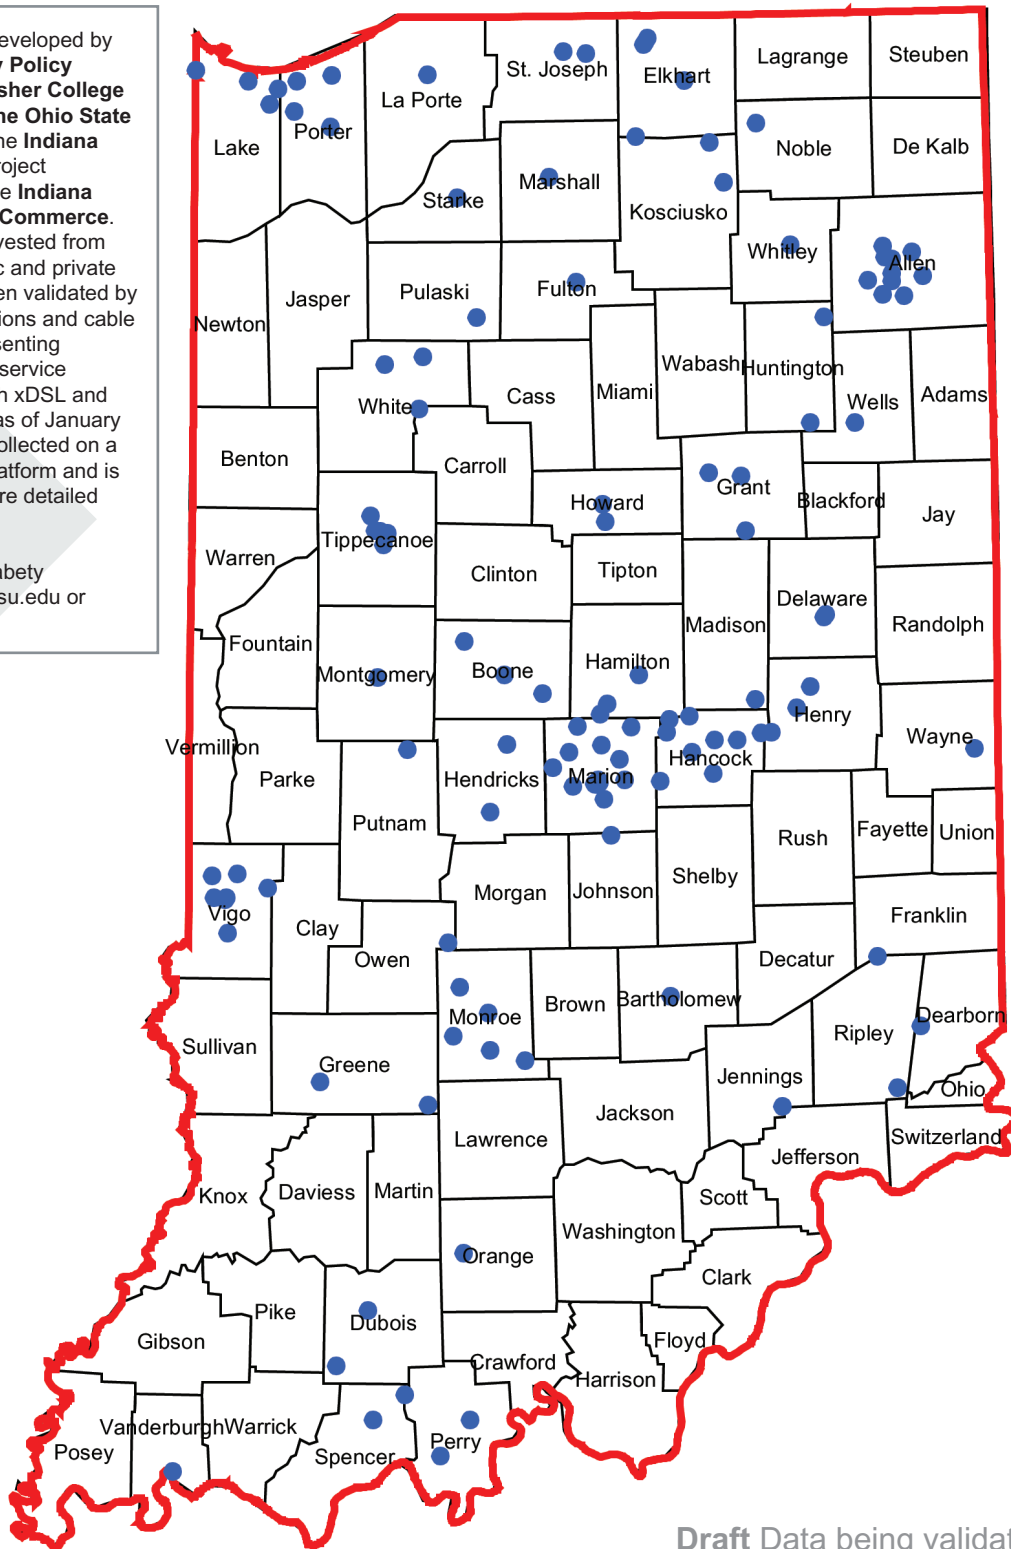 eveloped by
y Policy
sher College
he Ohio State
he Indiana
roject
e Indiana
Commerce.
vested from
c and private
en validated by
ions and cable
senting
service
n xDSL and
as of January
ollected on a
atform and is
re detailed
abety
su.edu or
Lagrange
Steuben
St. Joseph
Elkhart
La Porte
Lake
Porter
Noble
De Kalb
Marshall
Starke
Kosciusko
Whitley
Allen
Jasper
Pulaski
Fulton
Newton
Wabash
Huntington
Miami
Cass
White
Wells
Adams
Benton
Carroll
Grant
Howard
Blackford
Jay
Tippecanoe
Warren
Clinton
Tipton
Delaware
Madison
Randolph
Fountain
Hamilton
Boone
Montgomery
Henry
Wayne
Vermillion
Parke
Hendricks
Marion
Hancock
Putnam
Rush
Fayette
Union
Shelby
Morgan
Johnson
Vigo
Clay
Franklin
Owen
Decatur
Brown
Bartholomew
Monroe
Dearborn
Ripley
Sullivan
Greene
Jennings
Ohio
Jackson
Lawrence
Switzerland
Jefferson
Knox
Daviess
Martin
Scott
Washington
Orange
Clark
Pike
Dubois
Gibson
Floyd
Crawford
Harrison
Vanderburgh
Warrick
Posey
Spencer
Perry
Draft Data being validat